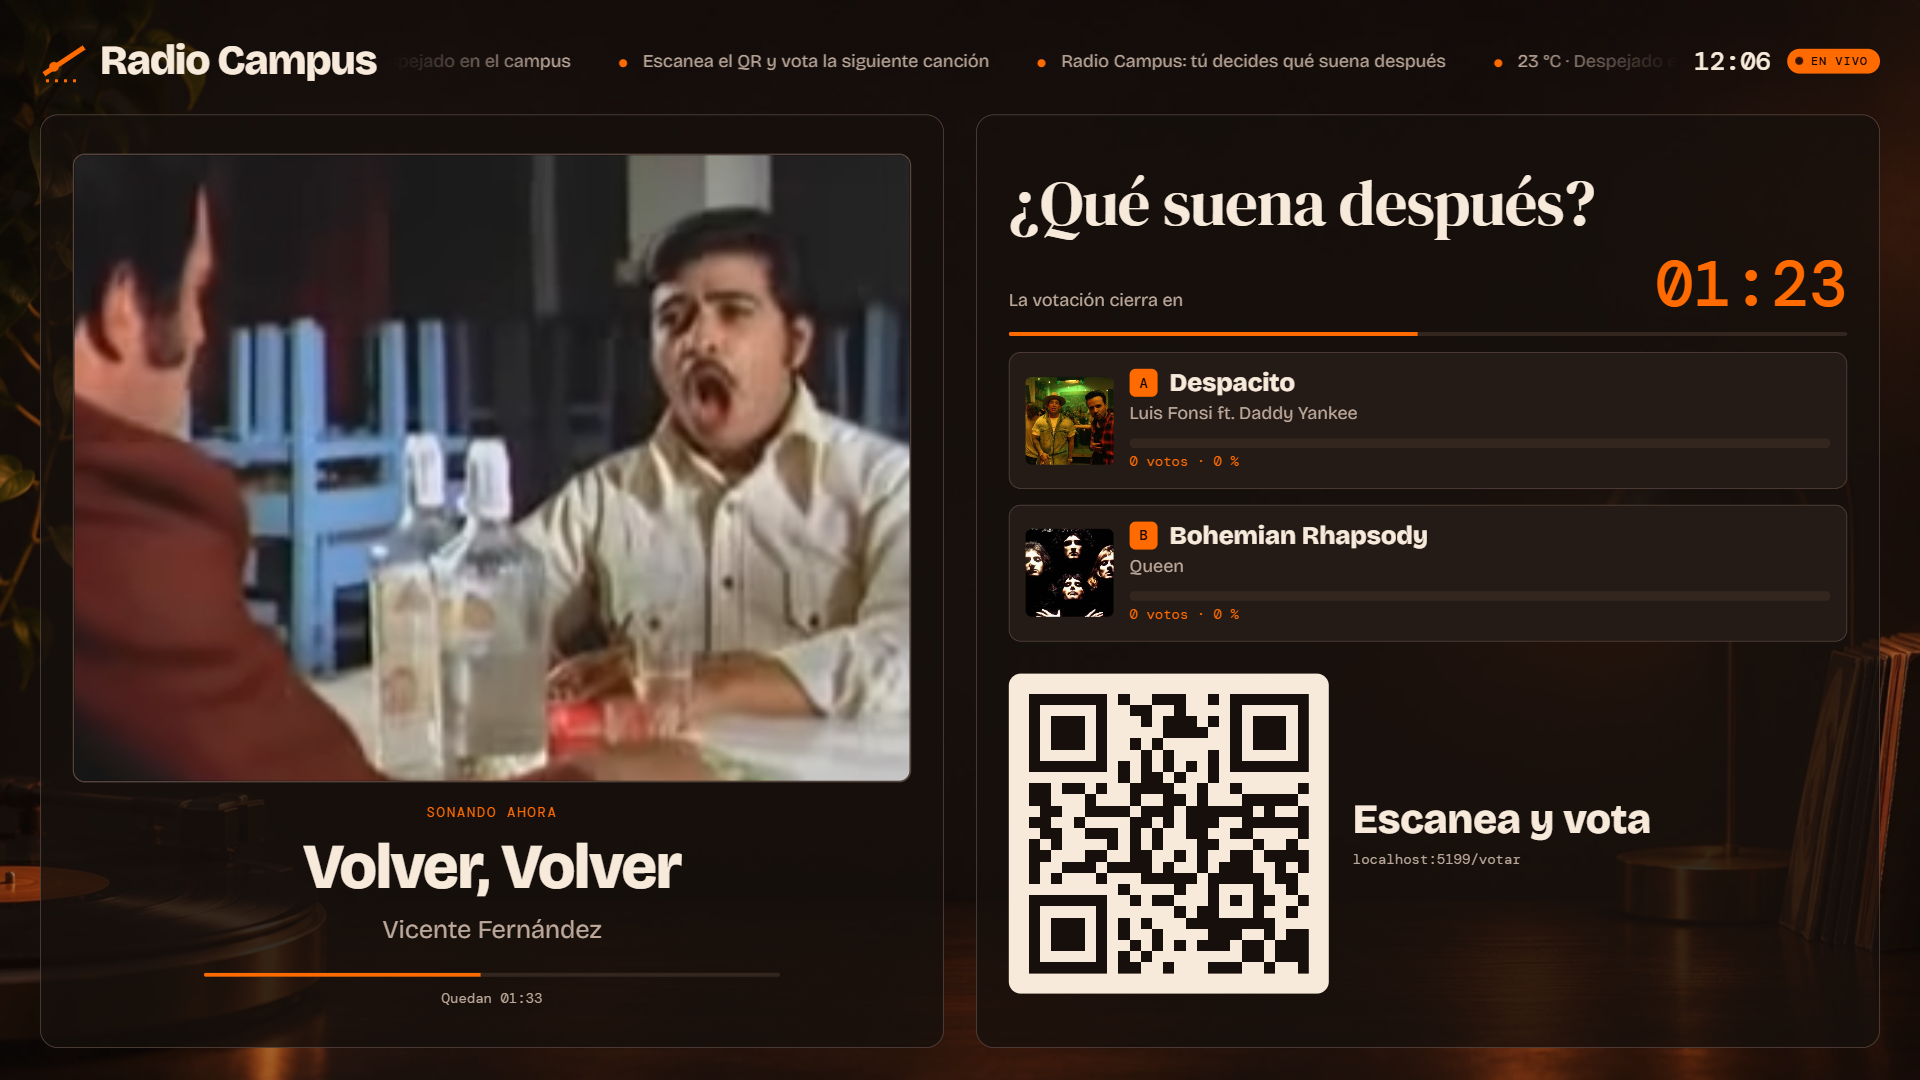 Radio Campus
pejado en el campus • Escanea el QR y vota la siguiente canción • Radio Campus: tú decides qué suena después • 23 °C · Despejado
12:06
EN VIVO
SONANDO AHORA
Volver, Volver
Vicente Fernández
Quedan 01:33
¿Qué suena después?
La votación cierra en
01:23
A Despacito
Luis Fonsi ft. Daddy Yankee
0 votos · 0 %
B Bohemian Rhapsody
Queen
0 votos · 0 %
Escanea y vota
localhost:5199/votar